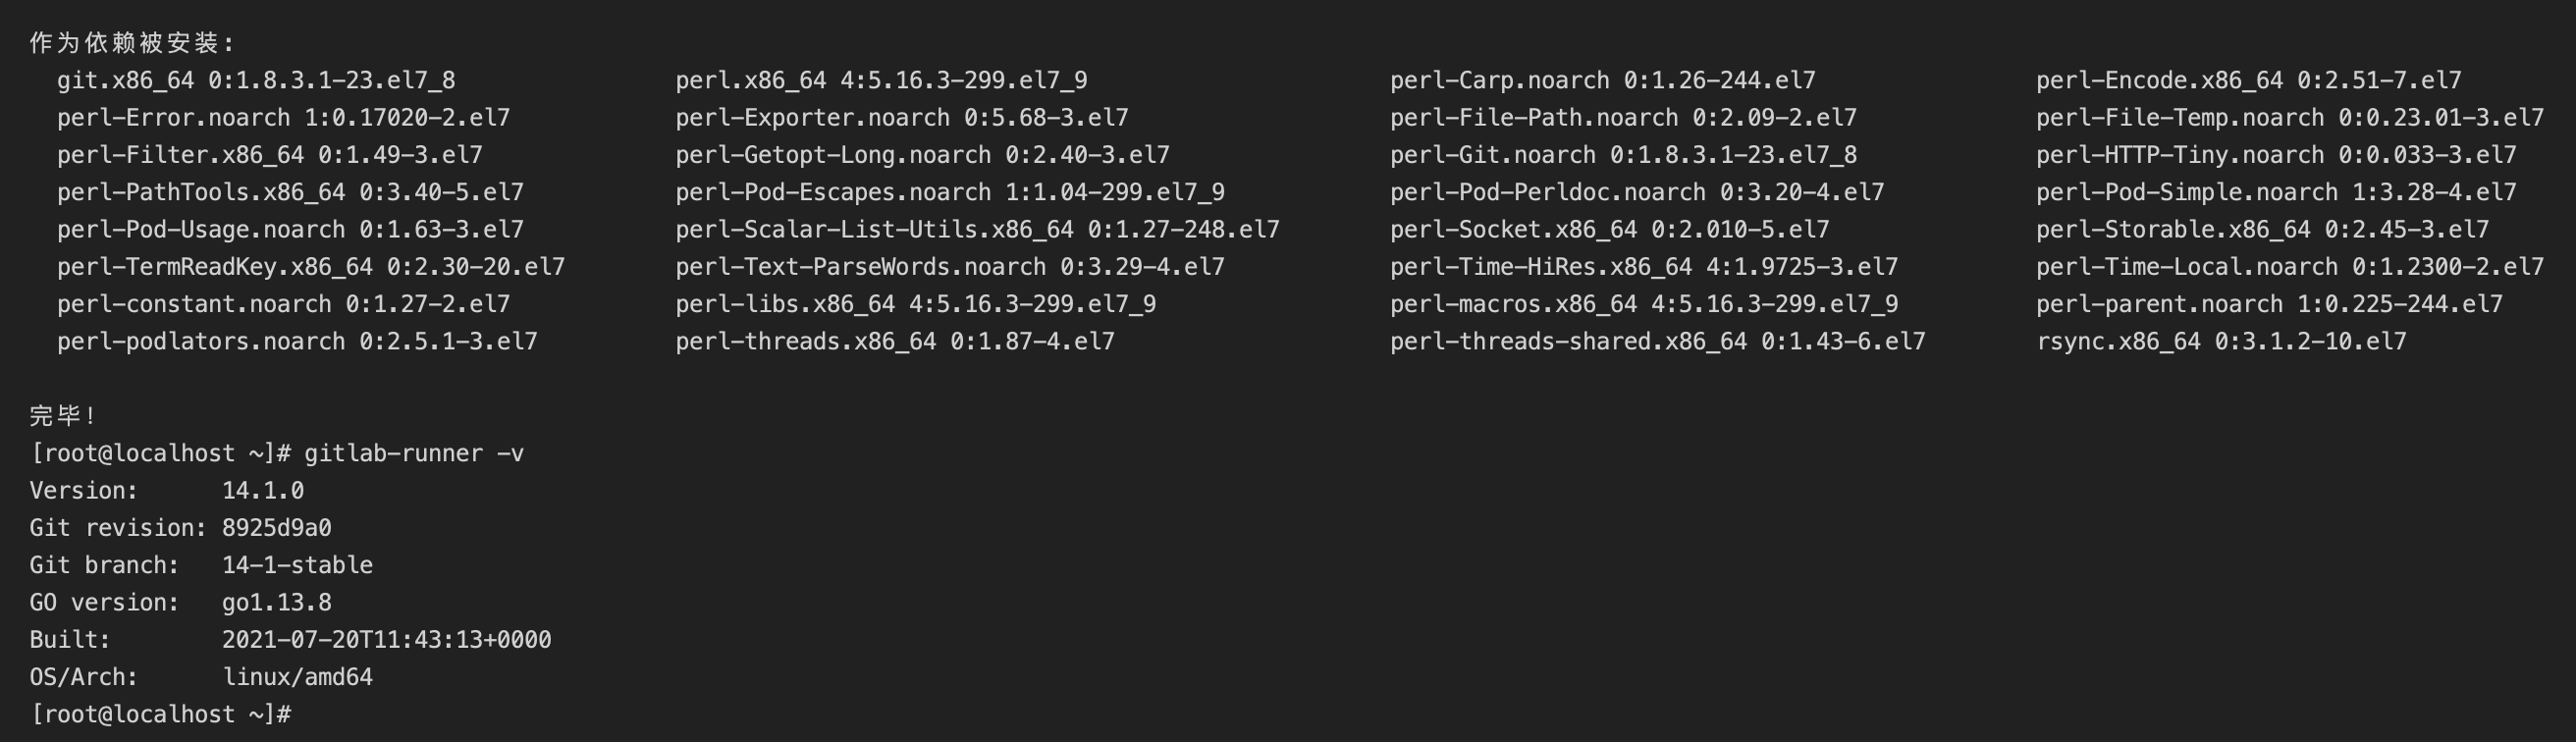 作为依赖被安装:
  git.x86_64 0:1.8.3.1-23.el7_8                perl.x86_64 4:5.16.3-299.el7_9                      perl-Carp.noarch 0:1.26-244.el7                perl-Encode.x86_64 0:2.51-7.el7
  perl-Error.noarch 1:0.17020-2.el7            perl-Exporter.noarch 0:5.68-3.el7                   perl-File-Path.noarch 0:2.09-2.el7             perl-File-Temp.noarch 0:0.23.01-3.el7
  perl-Filter.x86_64 0:1.49-3.el7              perl-Getopt-Long.noarch 0:2.40-3.el7                perl-Git.noarch 0:1.8.3.1-23.el7_8             perl-HTTP-Tiny.noarch 0:0.033-3.el7
  perl-PathTools.x86_64 0:3.40-5.el7           perl-Pod-Escapes.noarch 1:1.04-299.el7_9            perl-Pod-Perldoc.noarch 0:3.20-4.el7           perl-Pod-Simple.noarch 1:3.28-4.el7
  perl-Pod-Usage.noarch 0:1.63-3.el7           perl-Scalar-List-Utils.x86_64 0:1.27-248.el7        perl-Socket.x86_64 0:2.010-5.el7               perl-Storable.x86_64 0:2.45-3.el7
  perl-TermReadKey.x86_64 0:2.30-20.el7        perl-Text-ParseWords.noarch 0:3.29-4.el7            perl-Time-HiRes.x86_64 4:1.9725-3.el7          perl-Time-Local.noarch 0:1.2300-2.el7
  perl-constant.noarch 0:1.27-2.el7            perl-libs.x86_64 4:5.16.3-299.el7_9                 perl-macros.x86_64 4:5.16.3-299.el7_9          perl-parent.noarch 1:0.225-244.el7
  perl-podlators.noarch 0:2.5.1-3.el7          perl-threads.x86_64 0:1.87-4.el7                    perl-threads-shared.x86_64 0:1.43-6.el7        rsync.x86_64 0:3.1.2-10.el7

完毕!
[root@localhost ~]# gitlab-runner -v
Version:      14.1.0
Git revision: 8925d9a0
Git branch:   14-1-stable
GO version:   go1.13.8
Built:        2021-07-20T11:43:13+0000
OS/Arch:      linux/amd64
[root@localhost ~]#